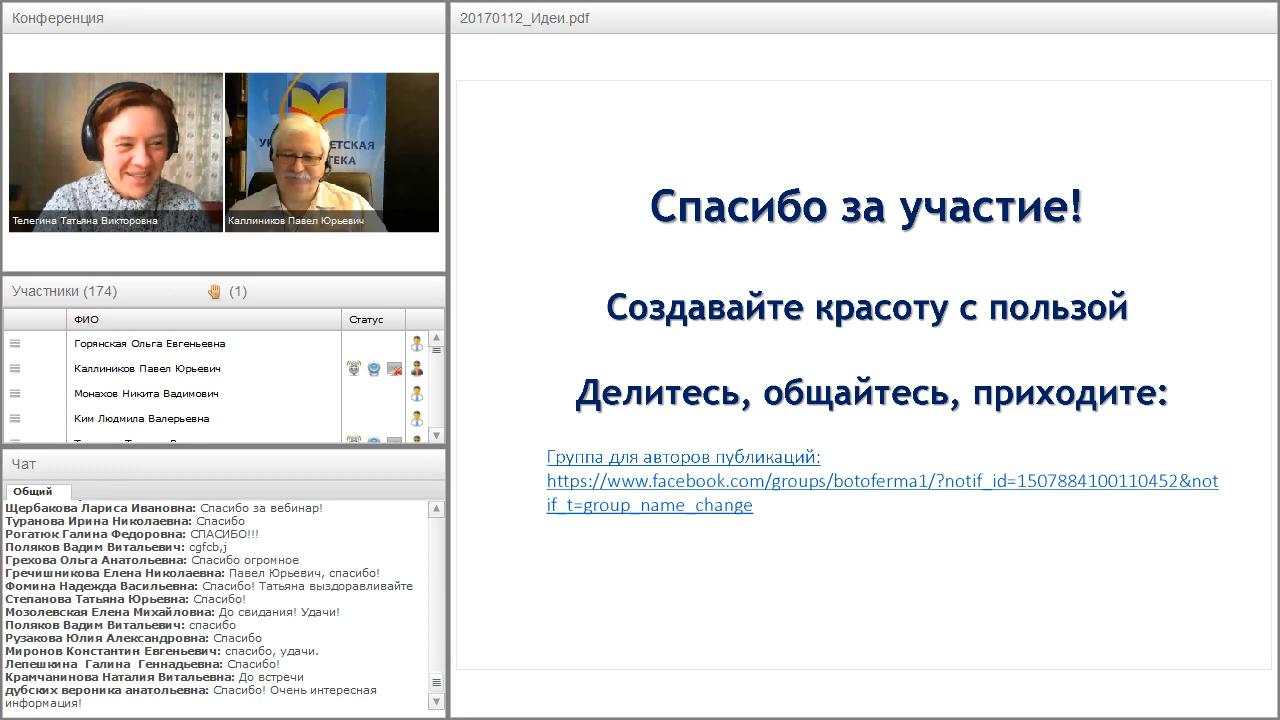 Конференция
20170112_Идеи.pdf
ЕТСКАЯ
ТЕКА
Телегина Татьяна Викторовна
Каллиников Павел Юрьевич
Участники (174)
(1)
ФИО
Статус
Горянская Ольга Евгеньевна
Каллиников Павел Юрьевич
Монахов Никита Вадимович
Ким Людмила Валерьевна
Чат
Общий
Щербакова Лариса Ивановна: Спасибо за вебинар!
Туранова Ирина Николаевна: Спасибо
Рогатюк Галина Федоровна: СПАСИБО!!!
Поляков Вадим Витальевич: cgfcb,j
Грехова Ольга Анатольевна: Спасибо огромное
Гречишникова Елена Николаевна: Павел Юрьевич, спасибо!
Фомина Надежда Васильевна: Спасибо! Татьяна выздоравливайте
Степанова Татьяна Юрьевна: Спасибо!
Мозолевская Елена Михайловна: До свидания! Удачи!
Поляков Вадим Витальевич: спасибо
Рузакова Юлия Александровна: Спасибо
Миронов Константин Евгеньевич: спасибо, удачи.
Лепешкина Галина Геннадьевна: Спасибо!
Крамчанинова Наталия Витальевна: До встречи
дубских вероника анатольевна: Спасибо! Очень интересная
информация!
Спасибо за участие!
Создавайте красоту с пользой
Делитесь, общайтесь, приходите:
Группа для авторов публикаций:
https://www.facebook.com/groups/botoferma1/?notif_id=1507884100110452&not
if_t=group_name_change